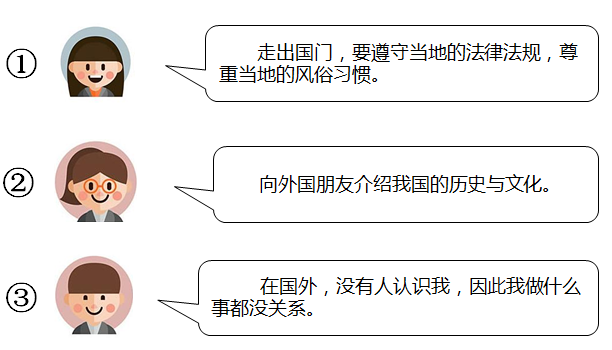 ①
走出国门，要遵守当地的法律法规，尊
重当地的风俗习惯。
②
向外国朋友介绍我国的历史与文化。
③
在国外，没有人认识我，因此我做什么
事都没关系。